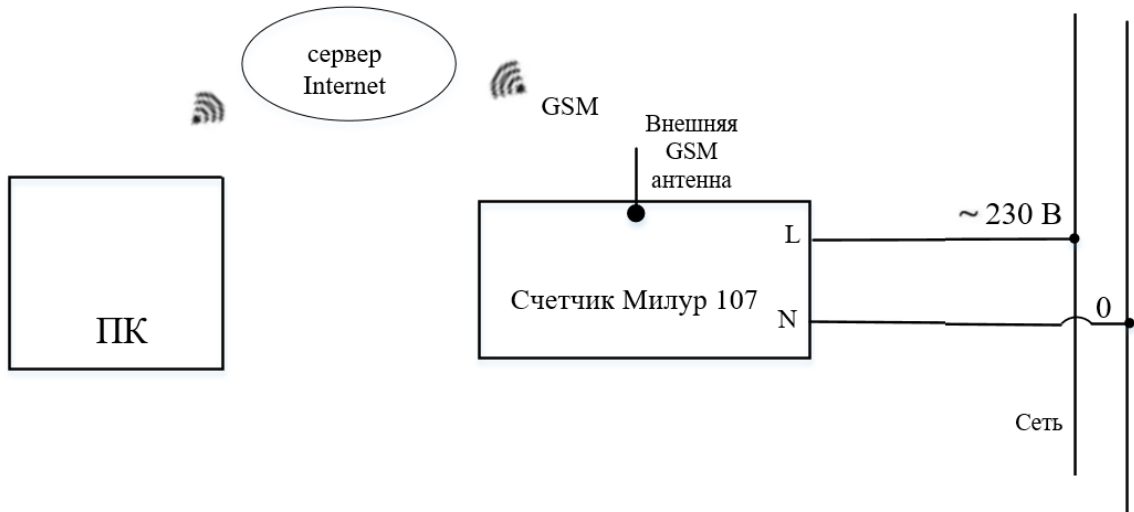 сервер
Internet
GSM
Внешняя
GSM
антенна
~ 230 В
L
Счетчик Милур 107
N
0
ПК
Сеть